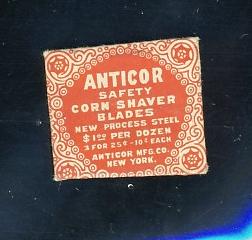 ANTICOR
SAFETY
CORN SHAVER
BLADES
NEW PROCESS STEEL
$1.00 PER DOZEN
3 FOR 25¢-10¢ EACH
ANTICOR MFG.CO.
NEW YORK.